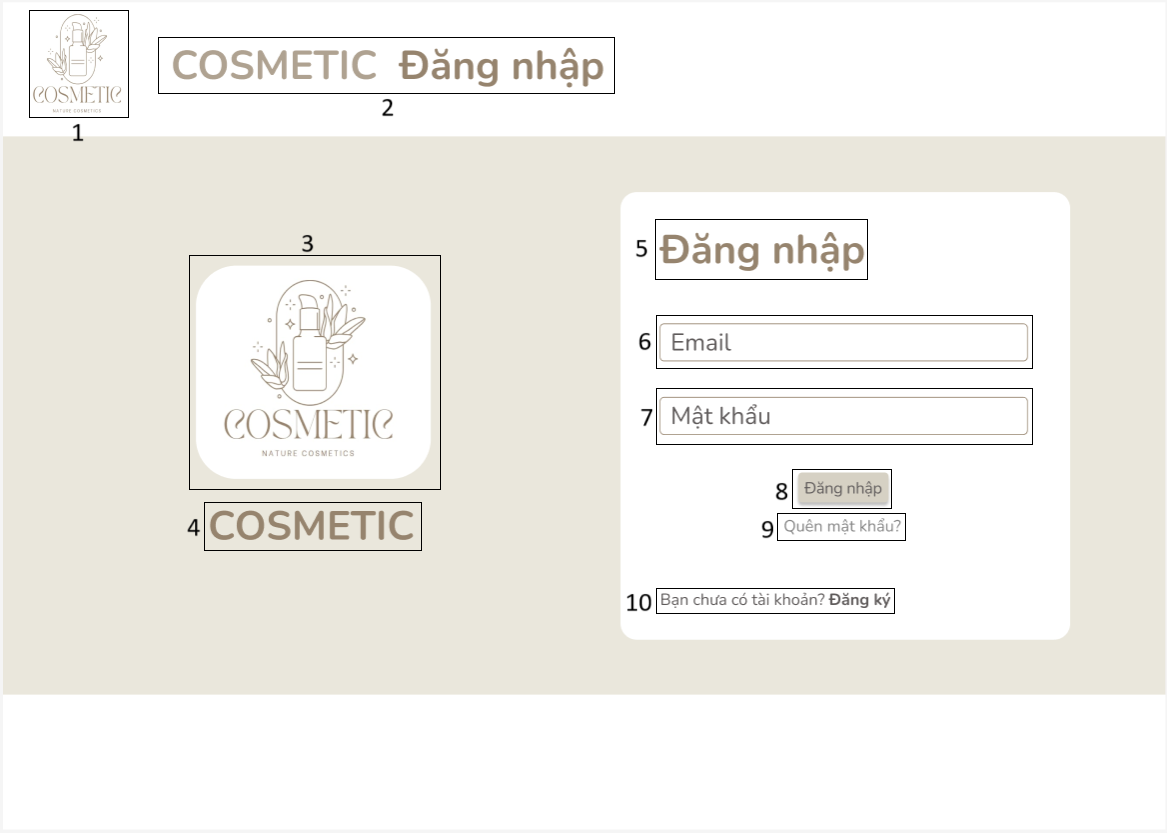 COSMETIC
NATURE COSMETICS
1
COSMETIC Đăng nhập
2
3
COSMETIC
NATURE COSMETICS
4 COSMETIC
5 Đăng nhập
6 Email
7 Mật khẩu
8 Đăng nhập
9 Quên mật khẩu?
10 Bạn chưa có tài khoản? Đăng ký